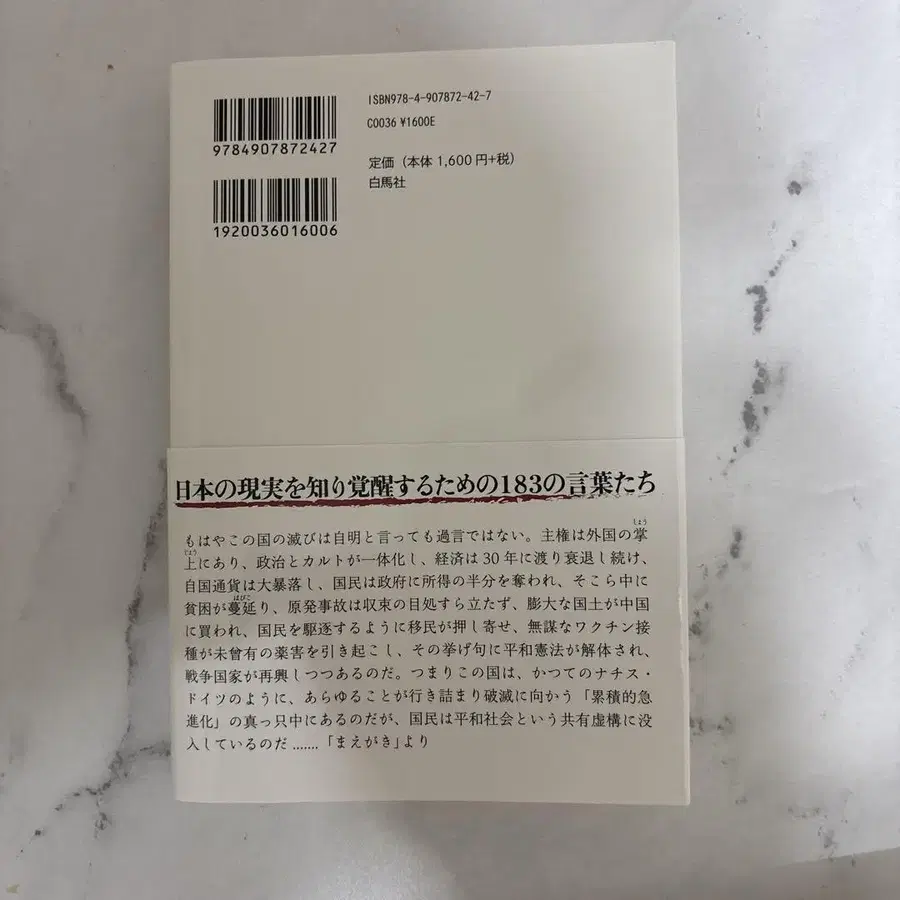 ISBN978-4-907872-42-7
C0036 ¥1600E
9784907872427
定価（本体 1,600 円+税）
白馬社
1920036016006
日本の現実を知り覚醒するための183の言葉たち
もはやこの国の滅びは自明と言っても過言ではない。主権は外国の掌
しょう
上にあり、政治とカルトが一体化し、経済は 30 年に渡り衰退し続け、
じょう
自国通貨は大暴落し、国民は政府に所得の半分を奪われ、そこら中に
貧困が蔓延り、原発事故は収束の目処すら立たず、膨大な国土が中国
はびこ
に買われ、国民を駆逐するように移民が押し寄せ、無謀なワクチン接
種が未曾有の薬害を引き起こし、その挙げ句に平和憲法が解体され、
戦争国家が再興しつつあるのだ。つまりこの国は、かつてのナチス・
ドイツのように、あらゆることが行き詰まり破滅に向かう「累積的急
進化」の真っ只中にあるのだが、国民は平和社会という共有虚構に没
入しているのだ.......「まえがき」より